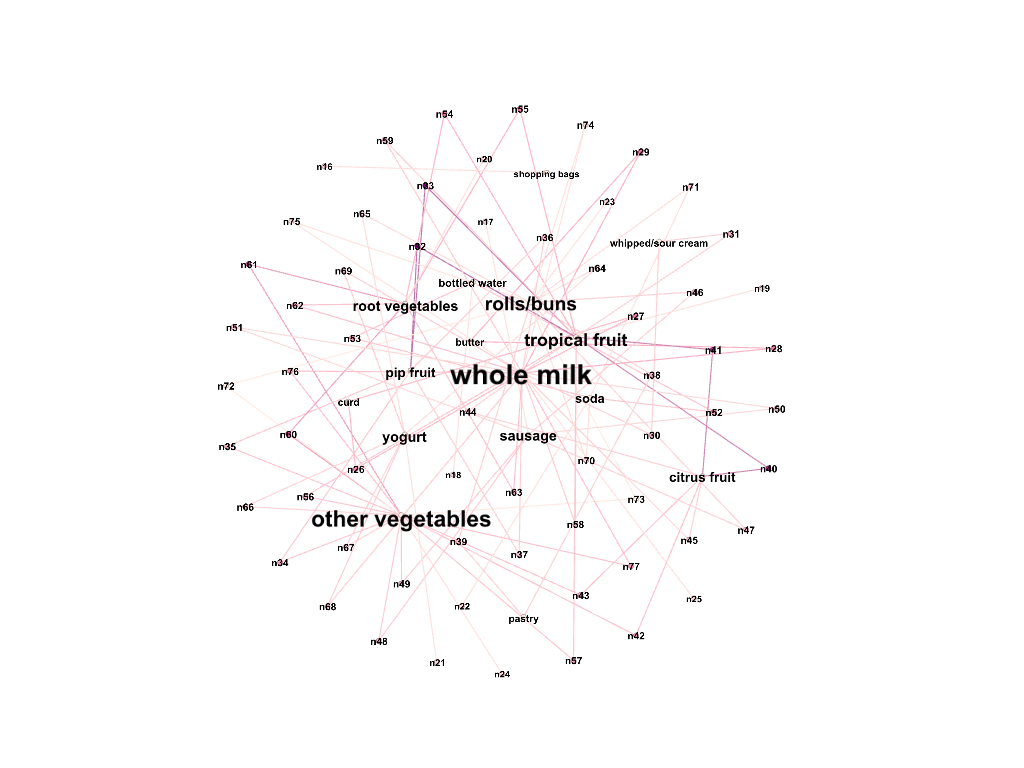 n54
n55
n74
n59
n20
n29
n16
shopping bags
n71
n23
n65
n75
n17
n31
n36
whipped/sour cream
n61
n69
n64
bottled water
n19
n46
n62
root vegetables
rolls/buns
n27
n51
n53
butter
tropical fruit
n41
n28
n76
pip fruit
whole milk
n38
n72
curd
soda
n44
n52
n50
n35
yogurt
sausage
n30
n26
n18
n70
citrus fruit
n66
n56
n63
n73
other vegetables
n58
n47
n67
n39
n45
n34
n37
n77
n49
n43
n25
n68
n22
pastry
n48
n42
n21
n57
n24